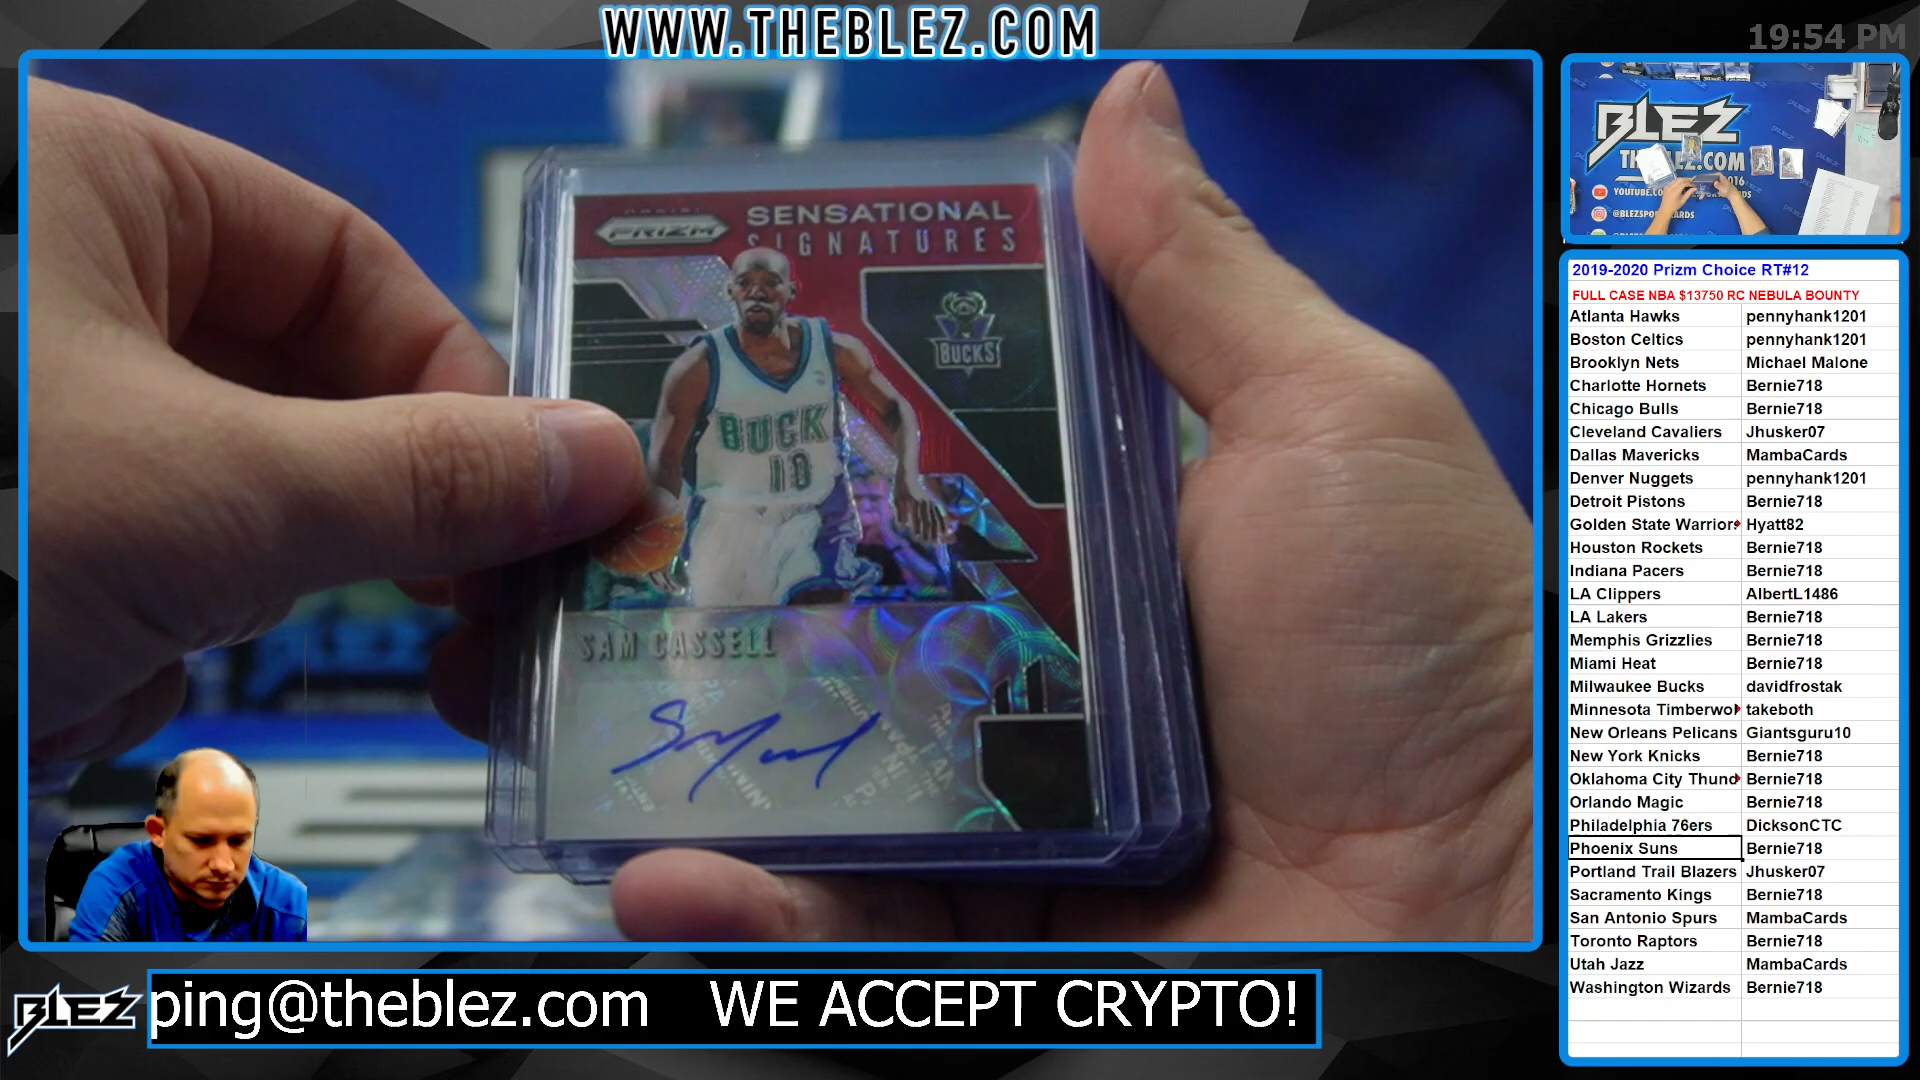 WWW.THEBLEZ.COM
19:54 PM
PRIZM
SENSATIONAL
SIGNATURES
BUCKS
BUCK
10
SAM CASSELL
BLEZ
THEBLEZ.COM
@BLEZSPORTSCARDS
2019-2020 Prizm Choice RT#12
FULL CASE NBA $13750 RC NEBULA BOUNTY
Atlanta Hawks pennyhank1201
Boston Celtics pennyhank1201
Brooklyn Nets Michael Malone
Charlotte Hornets Bernie718
Chicago Bulls Bernie718
Cleveland Cavaliers Jhusker07
Dallas Mavericks MambaCards
Denver Nuggets pennyhank1201
Detroit Pistons Bernie718
Golden State Warriors Hyatt82
Houston Rockets Bernie718
Indiana Pacers Bernie718
LA Clippers AlbertL1486
LA Lakers Bernie718
Memphis Grizzlies Bernie718
Miami Heat Bernie718
Milwaukee Bucks davidfrostak
Minnesota Timberwol takeboth
New Orleans Pelicans Giantsguru10
New York Knicks Bernie718
Oklahoma City Thund Bernie718
Orlando Magic Bernie718
Philadelphia 76ers DicksonCTC
Phoenix Suns Bernie718
Portland Trail Blazers Jhusker07
Sacramento Kings Bernie718
San Antonio Spurs MambaCards
Toronto Raptors Bernie718
Utah Jazz MambaCards
Washington Wizards Bernie718
BLEZ
ping@theblez.com WE ACCEPT CRYPTO!